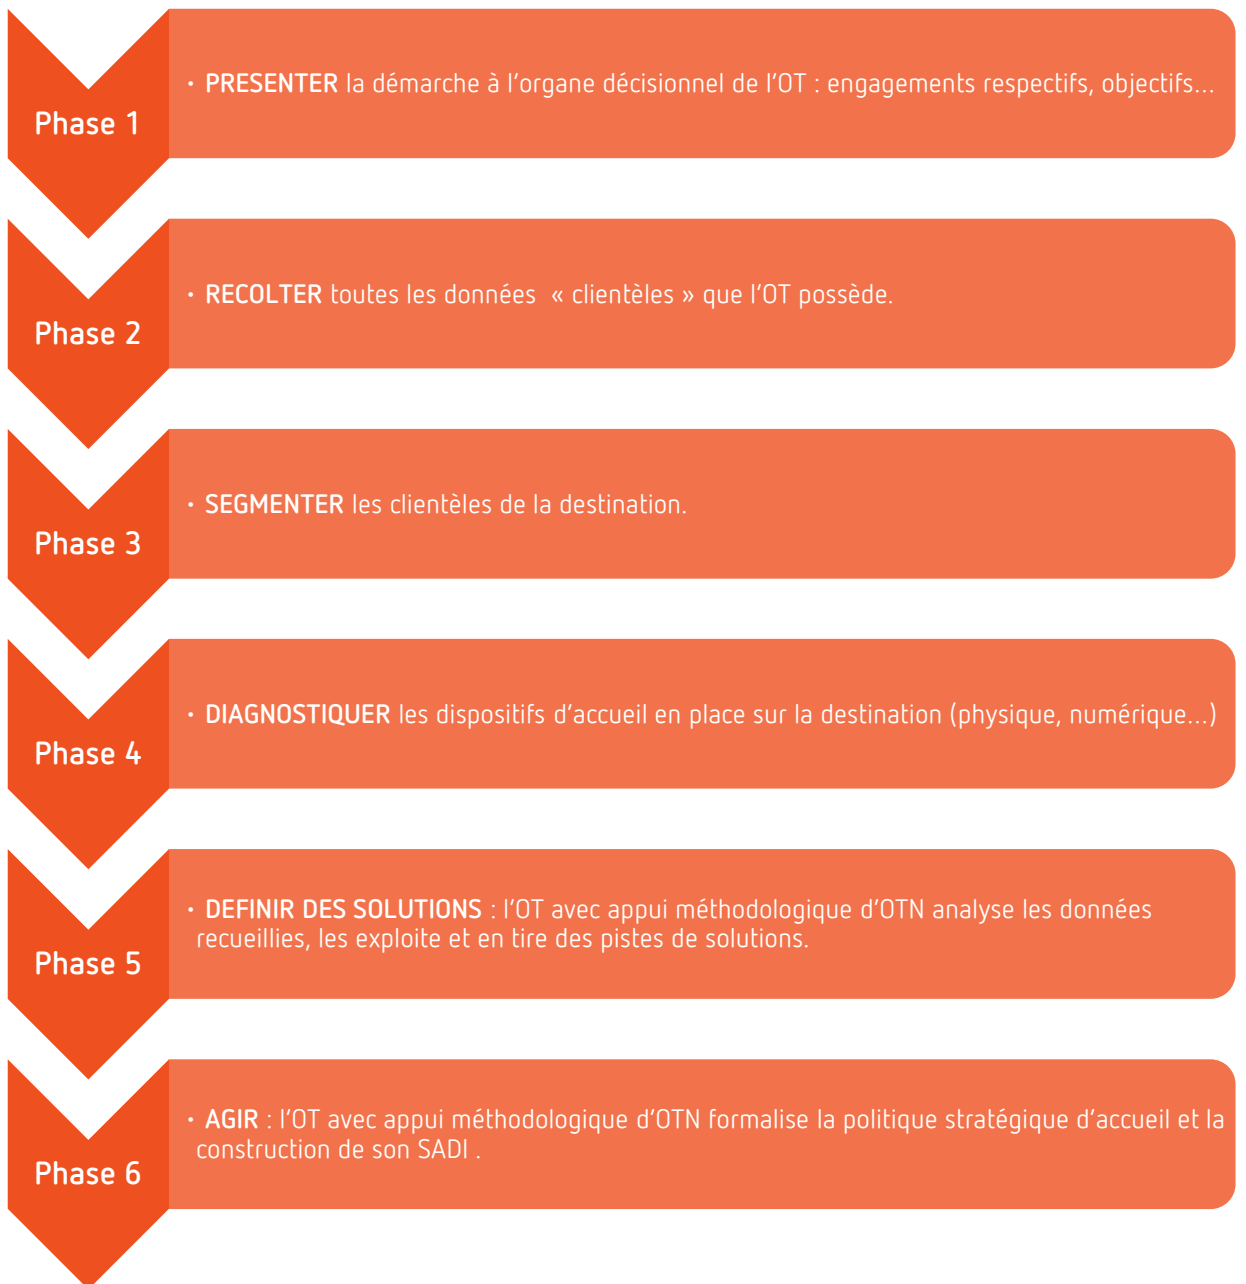 Phase 1
• PRESENTER la démarche à l'organe décisionnel de l'OT : engagements respectifs, objectifs...
Phase 2
• RECOLTER toutes les données « clientèles » que l'OT possède.
Phase 3
• SEGMENTER les clientèles de la destination.
Phase 4
• DIAGNOSTIQUER les dispositifs d'accueil en place sur la destination (physique, numérique...)
Phase 5
• DEFINIR DES SOLUTIONS : l'OT avec appui méthodologique d'OTN analyse les données
recueillies, les exploite et en tire des pistes de solutions.
Phase 6
• AGIR : l'OT avec appui méthodologique d'OTN formalise la politique stratégique d'accueil et la
construction de son SADI .